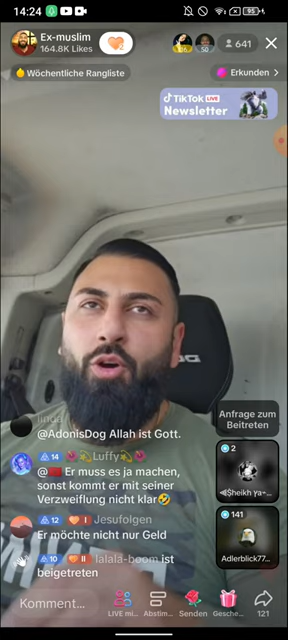 14:24
95
Ex-muslim
164.8K Likes
641
Wöchentliche Rangliste
Erkunden >
TikTok LIVE
Newsletter
linda
@AdonisDog Allah ist Gott.
14 Luffy
@🇲🇦 Er muss es ja machen,
sonst kommt er mit seiner
Verzweiflung nicht klar🤣
12 I Jesufolgen
Er möchte nicht nur Geld
10 II lalala-boom ist
beigetreten
Anfrage zum
Beitreten
2
141
Adlerblick77...
Komment...
LIVE mi...
Abstim...
Senden
Gesche...
121